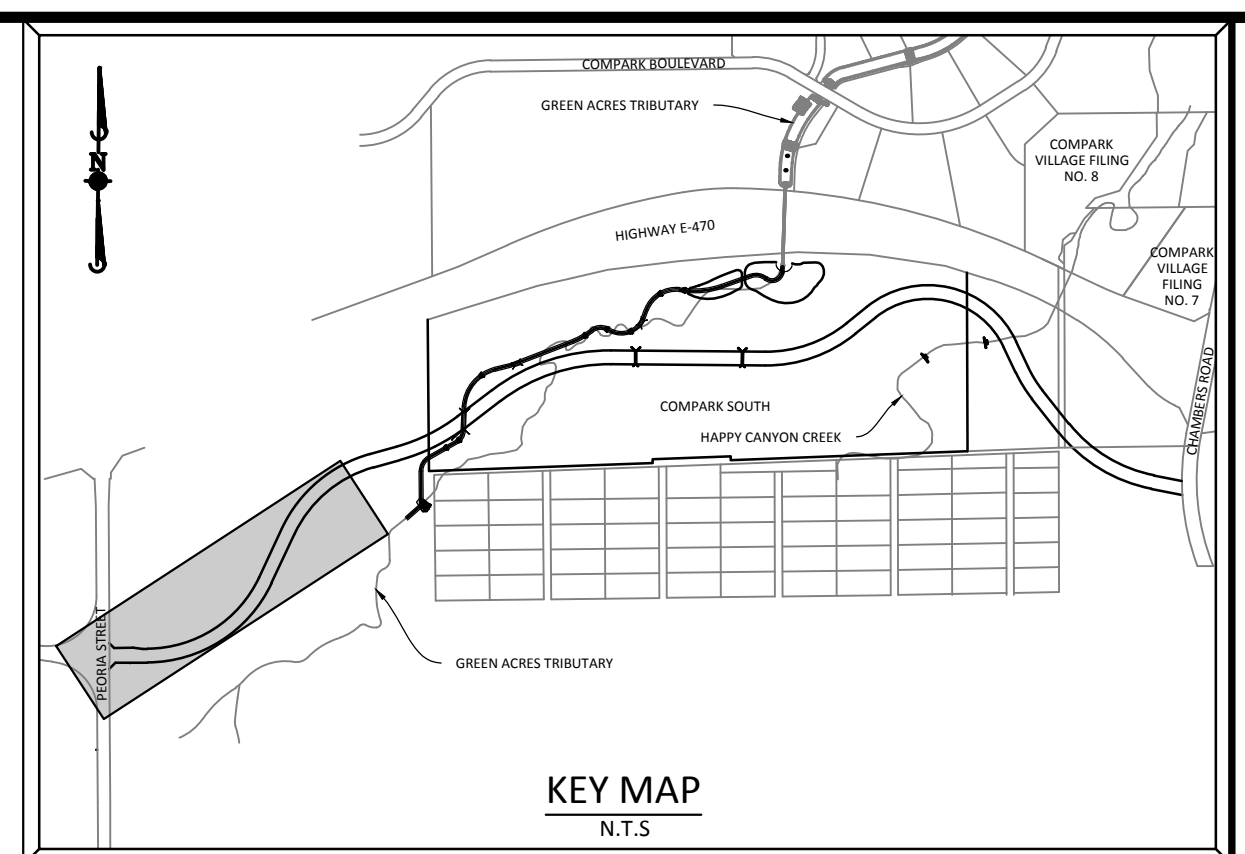 COMPARK BOULEVARD
GREEN ACRES TRIBUTARY
N
COMPARK
VILLAGE FILING
NO. 8
HIGHWAY E-470
COMPARK
VILLAGE
FILING
NO. 7
CHAMBERS ROAD
COMPARK SOUTH
HAPPY CANYON CREEK
PEORIA STREET
GREEN ACRES TRIBUTARY
KEY MAP
N.T.S